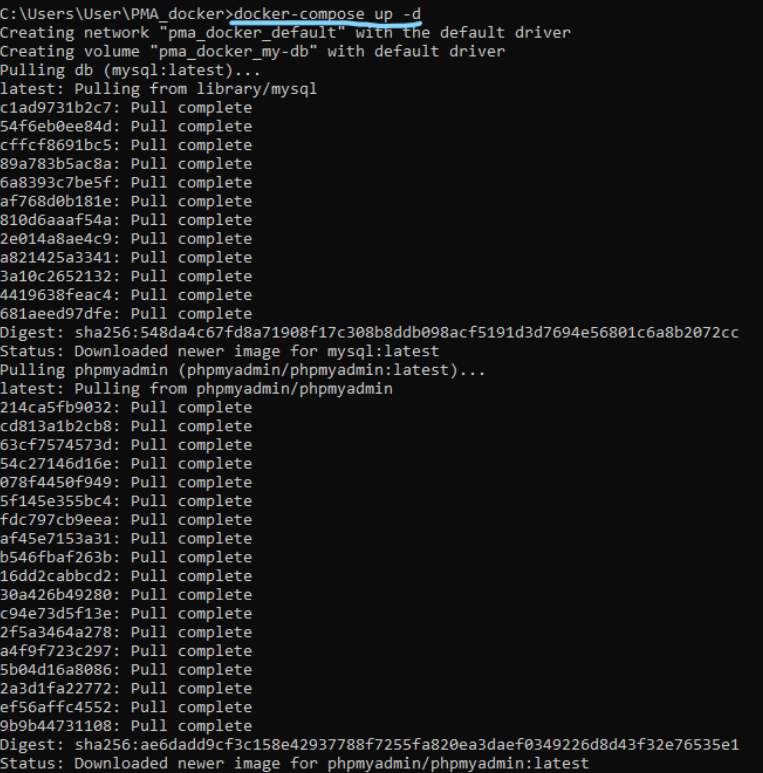 C:\Users\User\PMA_docker>docker-compose up -d
Creating network "pma_docker_default" with the default driver
Creating volume "pma_docker_my-db" with default driver
Pulling db (mysql:latest)...
latest: Pulling from library/mysql
c1ad9731b2c7: Pull complete
54f6eb0ee84d: Pull complete
cffcf8691bc5: Pull complete
89a783b5ac8a: Pull complete
6a8393c7be5f: Pull complete
af768d0b181e: Pull complete
810d6aaaf54a: Pull complete
2e014a8ae4c9: Pull complete
a821425a3341: Pull complete
3a10c2652132: Pull complete
4419638feac4: Pull complete
681aeed97dfe: Pull complete
Digest: sha256:548da4c67fd8a71908f17c308b8ddb098acf5191d3d7694e56801c6a8b2072cc
Status: Downloaded newer image for mysql:latest
Pulling phpmyadmin (phpmyadmin/phpmyadmin:latest)...
latest: Pulling from phpmyadmin/phpmyadmin
214ca5fb9032: Pull complete
cd813a1b2cb8: Pull complete
63cf7574573d: Pull complete
54c27146d16e: Pull complete
078f4450f949: Pull complete
5f145e355bc4: Pull complete
fdc797cb9eea: Pull complete
af45e7153a31: Pull complete
b546fbaf263b: Pull complete
16dd2cabbcd2: Pull complete
30a426b49280: Pull complete
c94e73d5f13e: Pull complete
2f5a3464a278: Pull complete
a4f9f723c297: Pull complete
5b04d16a8086: Pull complete
2a3d1fa22772: Pull complete
ef56affc4552: Pull complete
9b9b44731108: Pull complete
Digest: sha256:ae6dadd9cf3c158e42937788f7255fa820ea3daef0349226d8d43f32e76535e1
Status: Downloaded newer image for phpmyadmin/phpmyadmin:latest